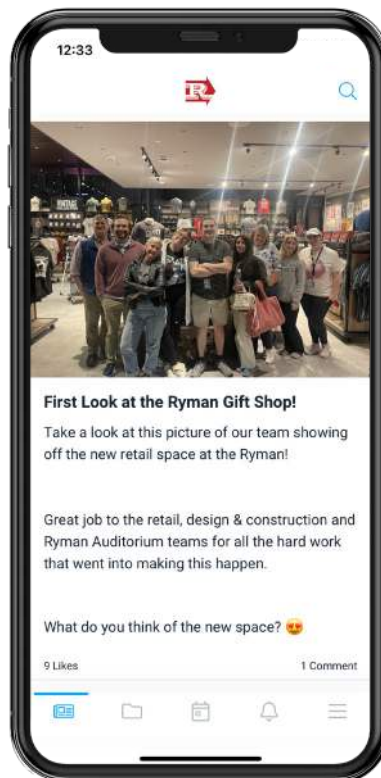 12:33
R
First Look at the Ryman Gift Shop!
Take a look at this picture of our team showing
off the new retail space at the Ryman!
Great job to the retail, design & construction and
Ryman Auditorium teams for all the hard work
that went into making this happen.
What do you think of the new space? 😍
9 Likes
1 Comment